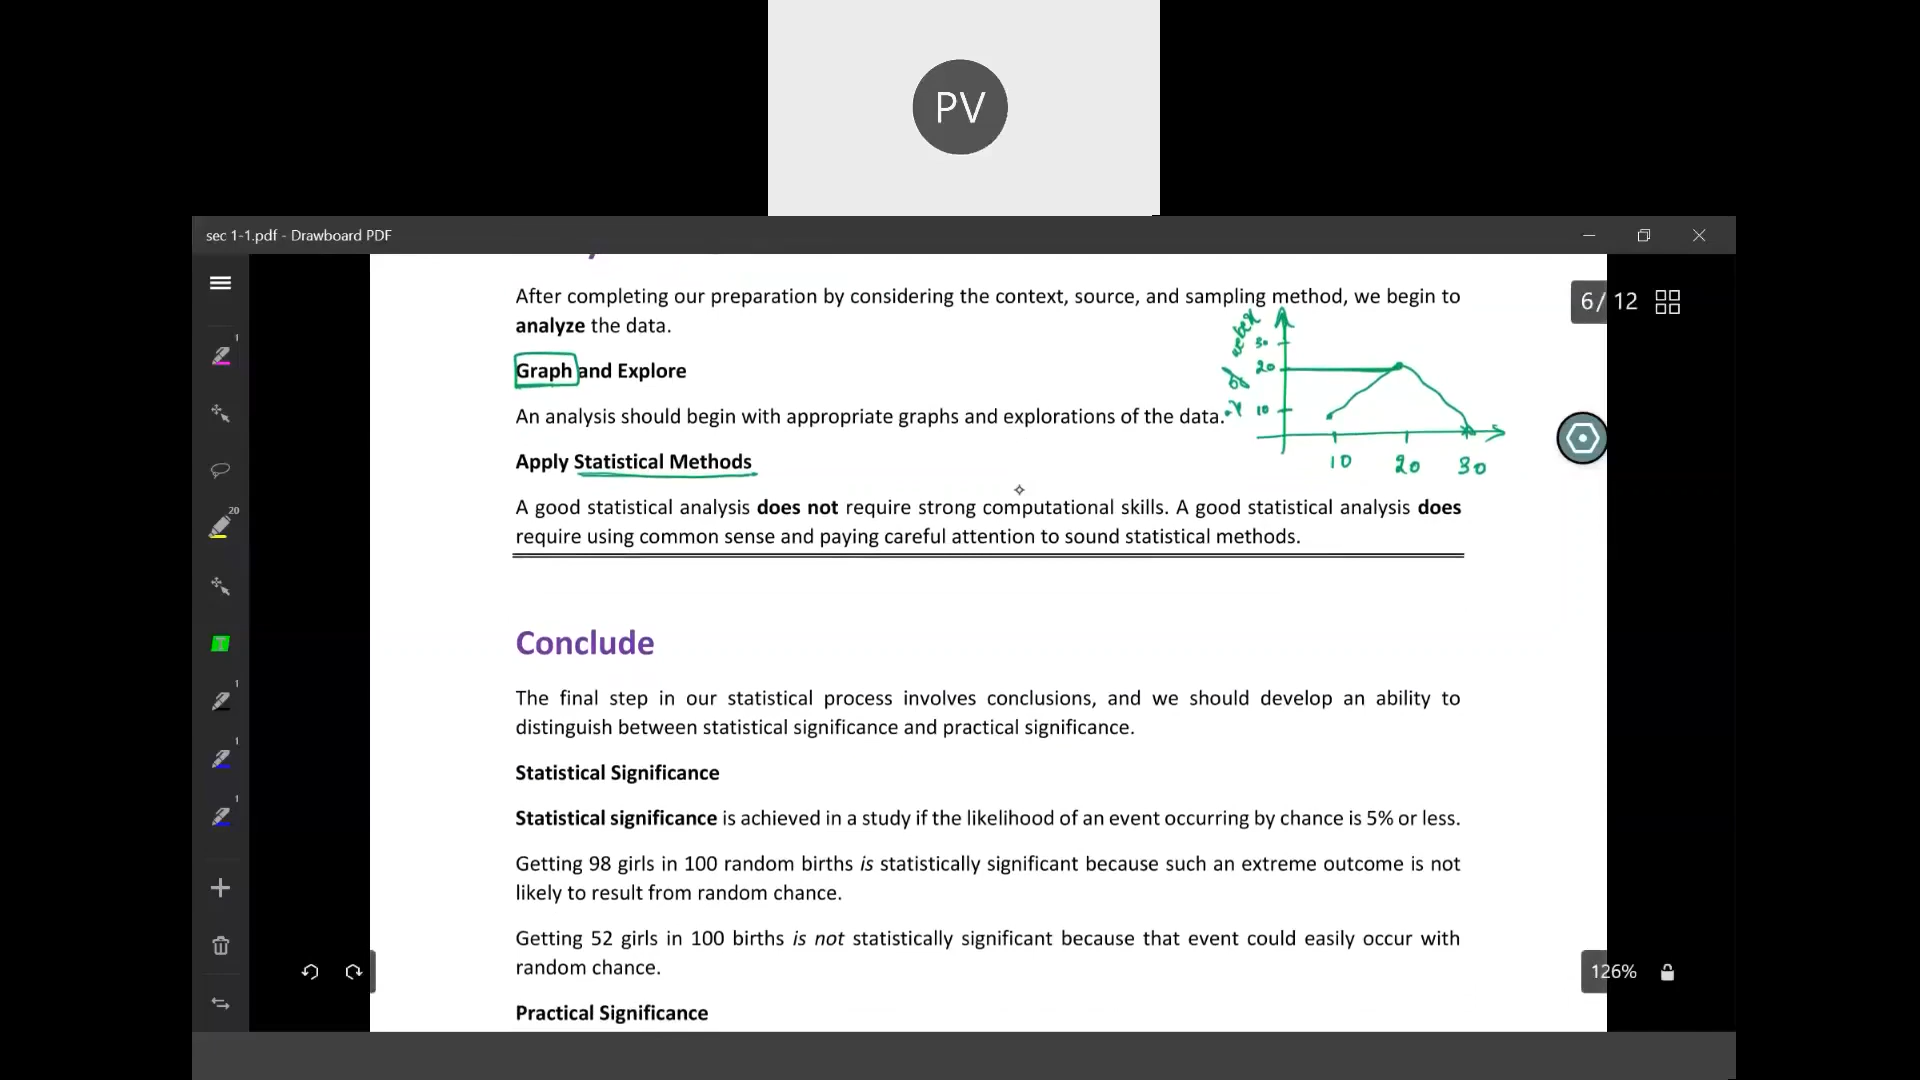 PV
sec 1-1.pdf - Drawboard PDF
6 / 12
After completing our preparation by considering the context, source, and sampling method, we begin to
analyze the data.
Graph and Explore
An analysis should begin with appropriate graphs and explorations of the data.
30
20
10
10 20 30
Apply Statistical Methods
A good statistical analysis does not require strong computational skills. A good statistical analysis does
require using common sense and paying careful attention to sound statistical methods.
Conclude
The final step in our statistical process involves conclusions, and we should develop an ability to
distinguish between statistical significance and practical significance.
Statistical Significance
Statistical significance is achieved in a study if the likelihood of an event occurring by chance is 5% or less.
Getting 98 girls in 100 random births is statistically significant because such an extreme outcome is not
likely to result from random chance.
Getting 52 girls in 100 births is not statistically significant because that event could easily occur with
random chance.
Practical Significance
1
20
T
1
1
1
126%